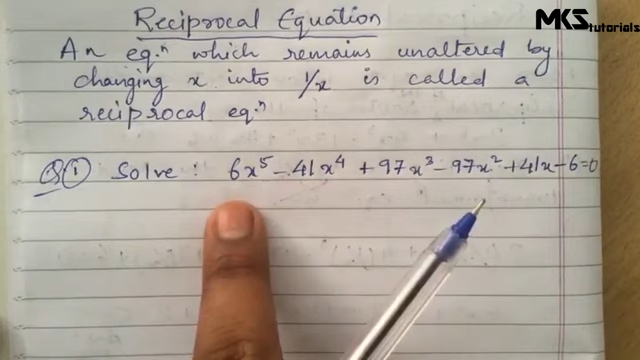 Reciprocal Equation
MKS tutorials
An eq.ⁿ which remains unaltered by
changing x into 1/x is called a
reciprocal eqⁿ
Q① Solve : 6x⁵ - 41x⁴ + 97x³ - 97x² + 41x - 6 = 0